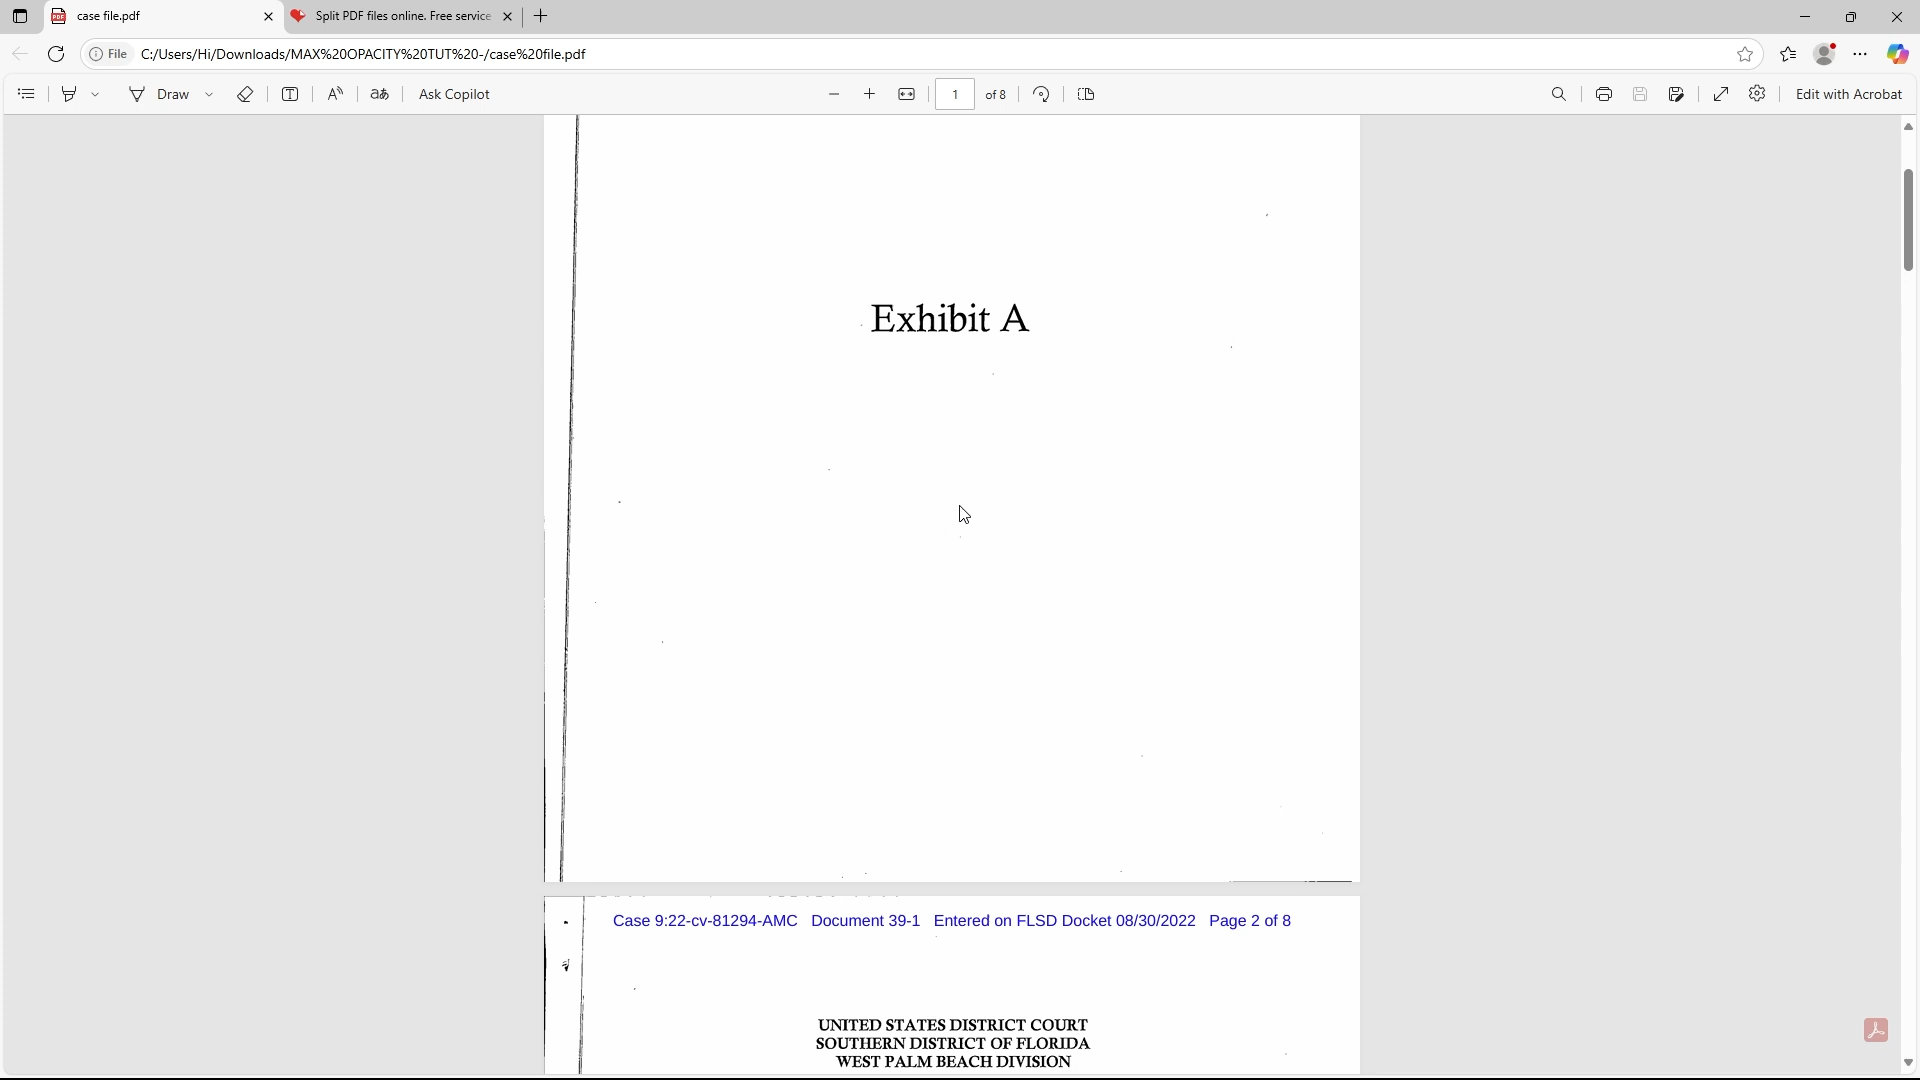 case file.pdf
Split PDF files online. Free service
File
C:/Users/Hi/Downloads/MAX%20OPACITY%20TUT%20-/case%20file.pdf
Draw
aあ
Ask Copilot
1 of 8
Edit with Acrobat
Exhibit A
Case 9:22-cv-81294-AMC Document 39-1 Entered on FLSD Docket 08/30/2022 Page 2 of 8
UNITED STATES DISTRICT COURT
SOUTHERN DISTRICT OF FLORIDA
WEST PALM BEACH DIVISION